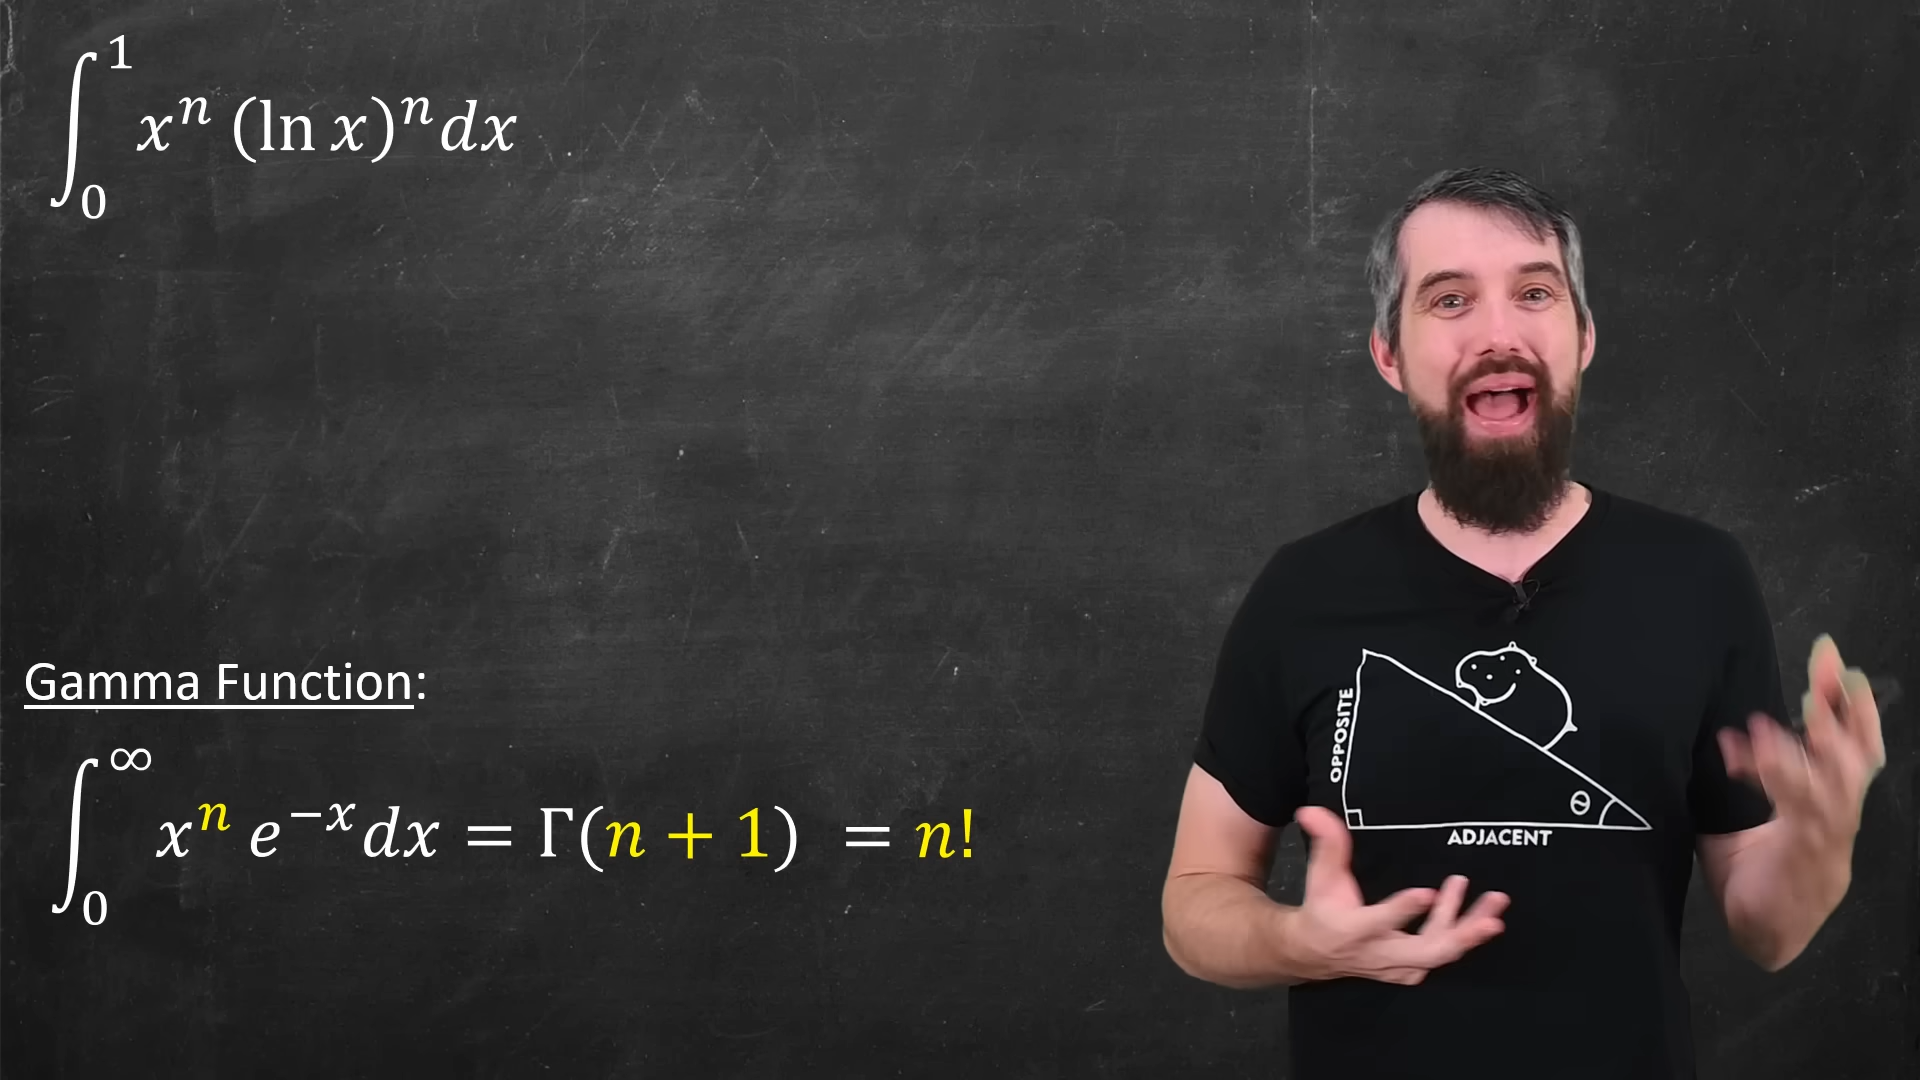 ∫₀¹ xⁿ (ln x)ⁿ dx
Gamma Function:
∫₀^∞ xⁿ e⁻ˣ dx = Γ(n + 1) = n!
OPPOSITE
θ
ADJACENT